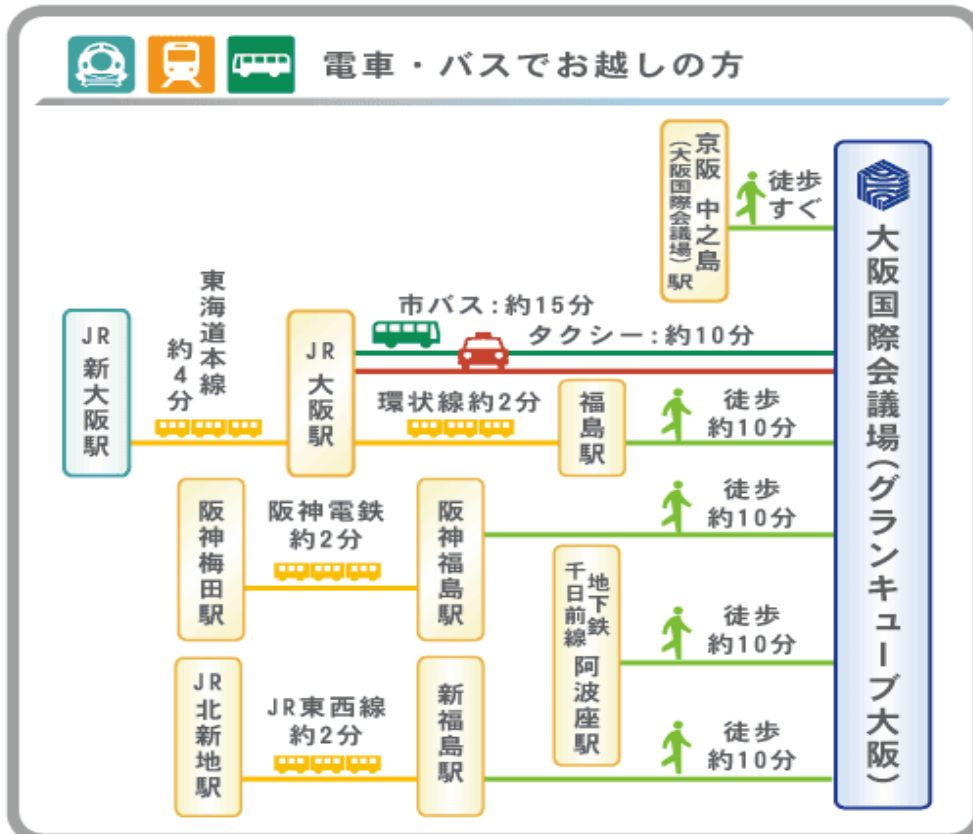 電車・バスでお越しの方
京阪 中之島駅
(大阪国際会議場)
徒歩
すぐ
大阪国際会議場(グランキューブ大阪)
JR 新大阪駅
東海道本線
約4分
JR 大阪駅
市バス:約15分
タクシー:約10分
環状線約2分
福島駅
徒歩
約10分
阪神梅田駅
阪神電鉄
約2分
阪神福島駅
徒歩
約10分
地下鉄
千日前線
阿波座駅
徒歩
約10分
JR 北新地駅
JR東西線
約2分
新福島駅
徒歩
約10分